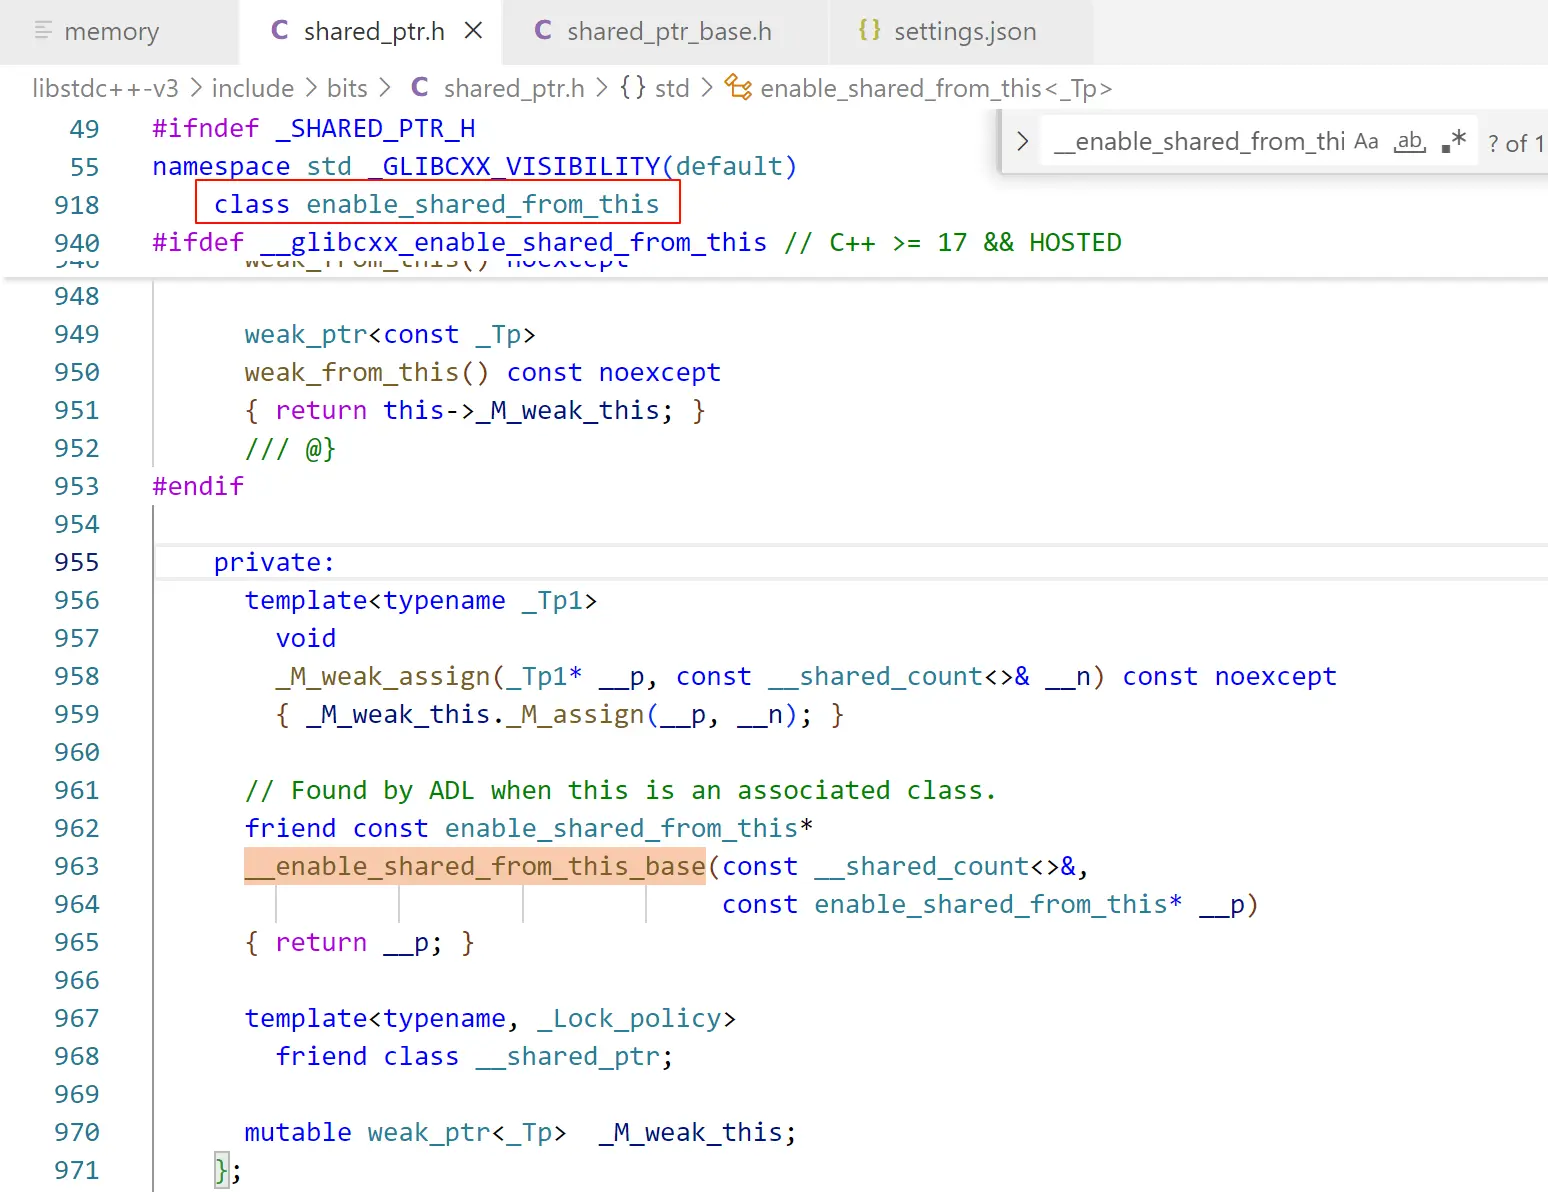 memory shared_ptr.h shared_ptr_base.h settings.json
libstdc++-v3 > include > bits > C shared_ptr.h > {} std > enable_shared_from_this<_Tp>
__enable_shared_from_thi Aa ab .* ? of 1
49 #ifndef _SHARED_PTR_H
55 namespace std _GLIBCXX_VISIBILITY(default)
918 class enable_shared_from_this
940 #ifdef __glibcxx_enable_shared_from_this // C++ >= 17 && HOSTED
weak_from_this() noexcept
948
949 weak_ptr<const _Tp>
950 weak_from_this() const noexcept
951 { return this->_M_weak_this; }
952 /// @}
953 #endif
954
955 private:
956 template<typename _Tp1>
957 void
958 _M_weak_assign(_Tp1* __p, const __shared_count<>& __n) const noexcept
959 { _M_weak_this._M_assign(__p, __n); }
960
961 // Found by ADL when this is an associated class.
962 friend const enable_shared_from_this*
963 __enable_shared_from_this_base(const __shared_count<>&,
964 const enable_shared_from_this* __p)
965 { return __p; }
966
967 template<typename, _Lock_policy>
968 friend class __shared_ptr;
969
970 mutable weak_ptr<_Tp> _M_weak_this;
971 };